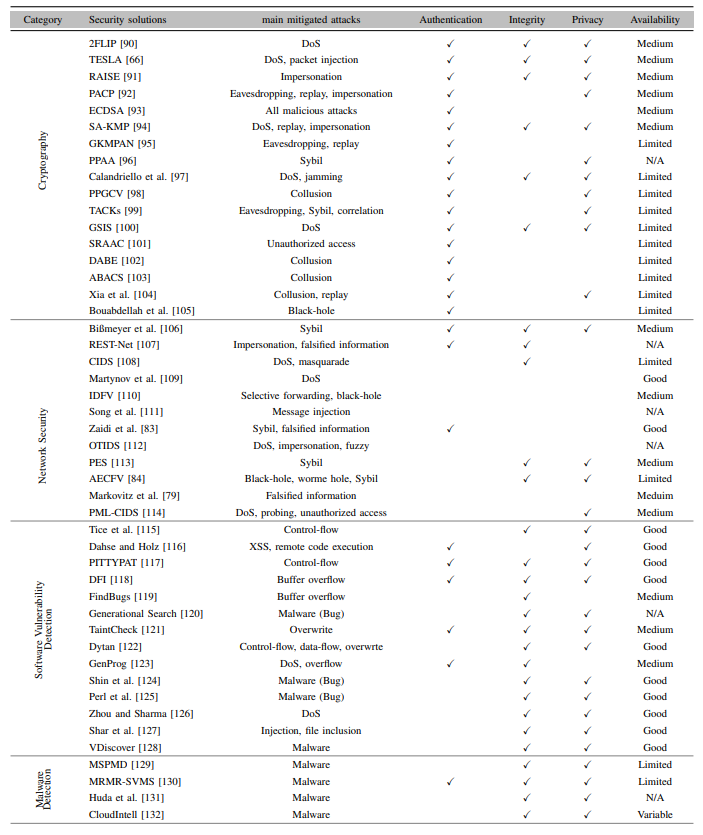 Category Security solutions main mitigated attacks Authentication Integrity Privacy Availability
Cryptography
2FLIP [90] DoS ✓ ✓ ✓ Medium
TESLA [66] DoS, packet injection ✓ ✓ ✓ Medium
RAISE [91] Impersonation ✓ ✓ ✓ Medium
PACP [92] Eavesdropping, replay, impersonation ✓ ✓ Medium
ECDSA [93] All malicious attacks ✓ Medium
SA-KMP [94] DoS, replay, impersonation ✓ ✓ ✓ Medium
GKMPAN [95] Eavesdropping, replay ✓ Limited
PPAA [96] Sybil ✓ ✓ N/A
Calandriello et al. [97] DoS, jamming ✓ ✓ ✓ Limited
PPGCV [98] Collusion ✓ ✓ Limited
TACKs [99] Eavesdropping, Sybil, correlation ✓ ✓ Limited
GSIS [100] DoS ✓ ✓ ✓ Limited
SRAAC [101] Unauthorized access ✓ Limited
DABE [102] Collusion ✓ Limited
ABACS [103] Collusion ✓ Limited
Xia et al. [104] Collusion, replay ✓ ✓ Limited
Bouabdellah et al. [105] Black-hole ✓ Limited
Network Security
Bißmeyer et al. [106] Sybil ✓ ✓ ✓ Medium
REST-Net [107] Impersonation, falsified information ✓ ✓ N/A
CIDS [108] DoS, masquarade ✓ Limited
Martynov et al. [109] DoS Good
IDFV [110] Selective forwarding, black-hole Medium
Song et al. [111] Message injection N/A
Zaidi et al. [83] Sybil, falsified information ✓ Good
OTIDS [112] DoS, impersonation, fuzzy N/A
PES [113] Sybil ✓ ✓ Medium
AECFV [84] Black-hole, worme hole, Sybil ✓ ✓ Limited
Markovitz et al. [79] Falsified information Meduim
PML-CIDS [114] DoS, probing, unauthorized access ✓ Medium
Software Vulnerability
Detection
Tice et al. [115] Control-flow ✓ ✓ Good
Dahse and Holz [116] XSS, remote code execution ✓ ✓ Good
PITTYPAT [117] Control-flow ✓ ✓ ✓ Good
DFI [118] Buffer overflow ✓ ✓ ✓ Good
FindBugs [119] Buffer overflow ✓ Medium
Generational Search [120] Malware (Bug) ✓ ✓ N/A
TaintCheck [121] Overwrite ✓ ✓ ✓ Medium
Dytan [122] Control-flow, data-flow, overwrte ✓ ✓ Good
GenProg [123] DoS, overflow ✓ ✓ Medium
Shin et al. [124] Malware (Bug) ✓ ✓ Good
Perl et al. [125] Malware (Bug) ✓ ✓ Good
Zhou and Sharma [126] DoS ✓ ✓ Good
Shar et al. [127] Injection, file inclusion ✓ ✓ Good
VDiscover [128] Malware ✓ ✓ Good
Malware
Detection
MSPMD [129] Malware ✓ ✓ Limited
MRMR-SVMS [130] Malware ✓ ✓ ✓ Limited
Huda et al. [131] Malware ✓ ✓ N/A
CloudIntell [132] Malware ✓ ✓ Variable